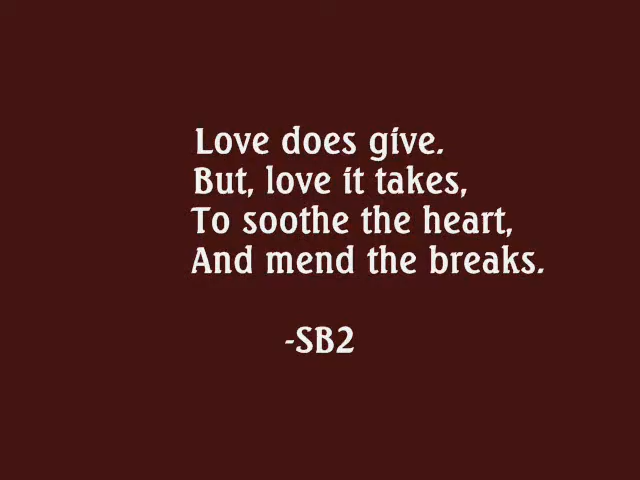 Love does give.
But, love it takes,
To soothe the heart,
And mend the breaks.
-SB2